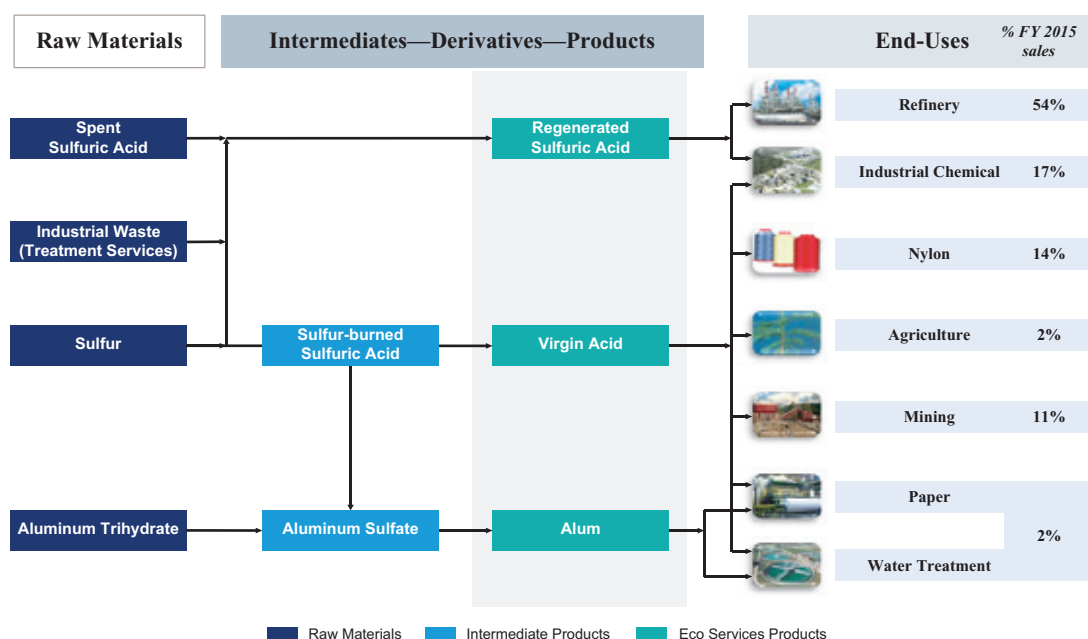 Raw Materials
Intermediates—Derivatives—Products
End-Uses
% FY 2015
sales
Spent
Sulfuric Acid
Regenerated
Sulfuric Acid
Refinery
54%
Industrial Chemical
17%
Industrial Waste
(Treatment Services)
Nylon
14%
Sulfur
Sulfur-burned
Sulfuric Acid
Virgin Acid
Agriculture
2%
Mining
11%
Paper
Aluminum Trihydrate
Aluminum Sulfate
Alum
2%
Water Treatment
Raw Materials
Intermediate Products
Eco Services Products